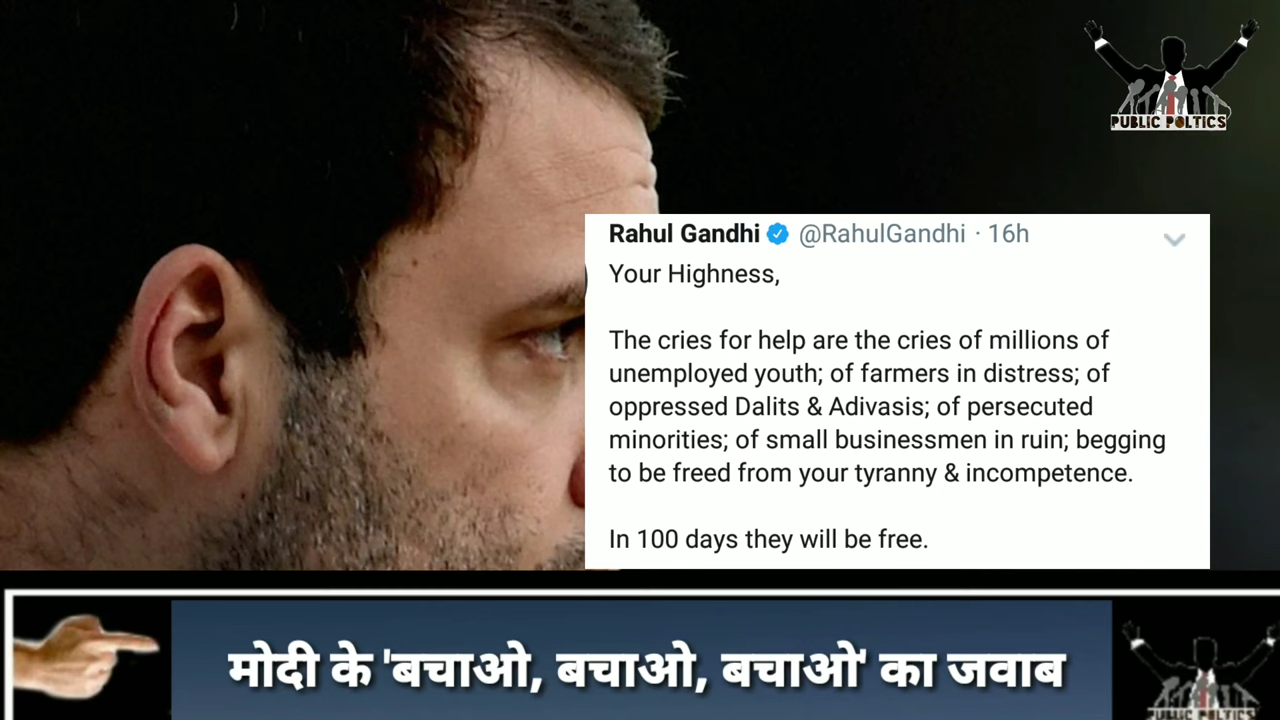 PUBLIC POLTICS
Rahul Gandhi @RahulGandhi · 16h
Your Highness,
The cries for help are the cries of millions of
unemployed youth; of farmers in distress; of
oppressed Dalits & Adivasis; of persecuted
minorities; of small businessmen in ruin; begging
to be freed from your tyranny & incompetence.
In 100 days they will be free.
मोदी के 'बचाओ, बचाओ, बचाओ' का जवाब
PUBLIC POLTICS